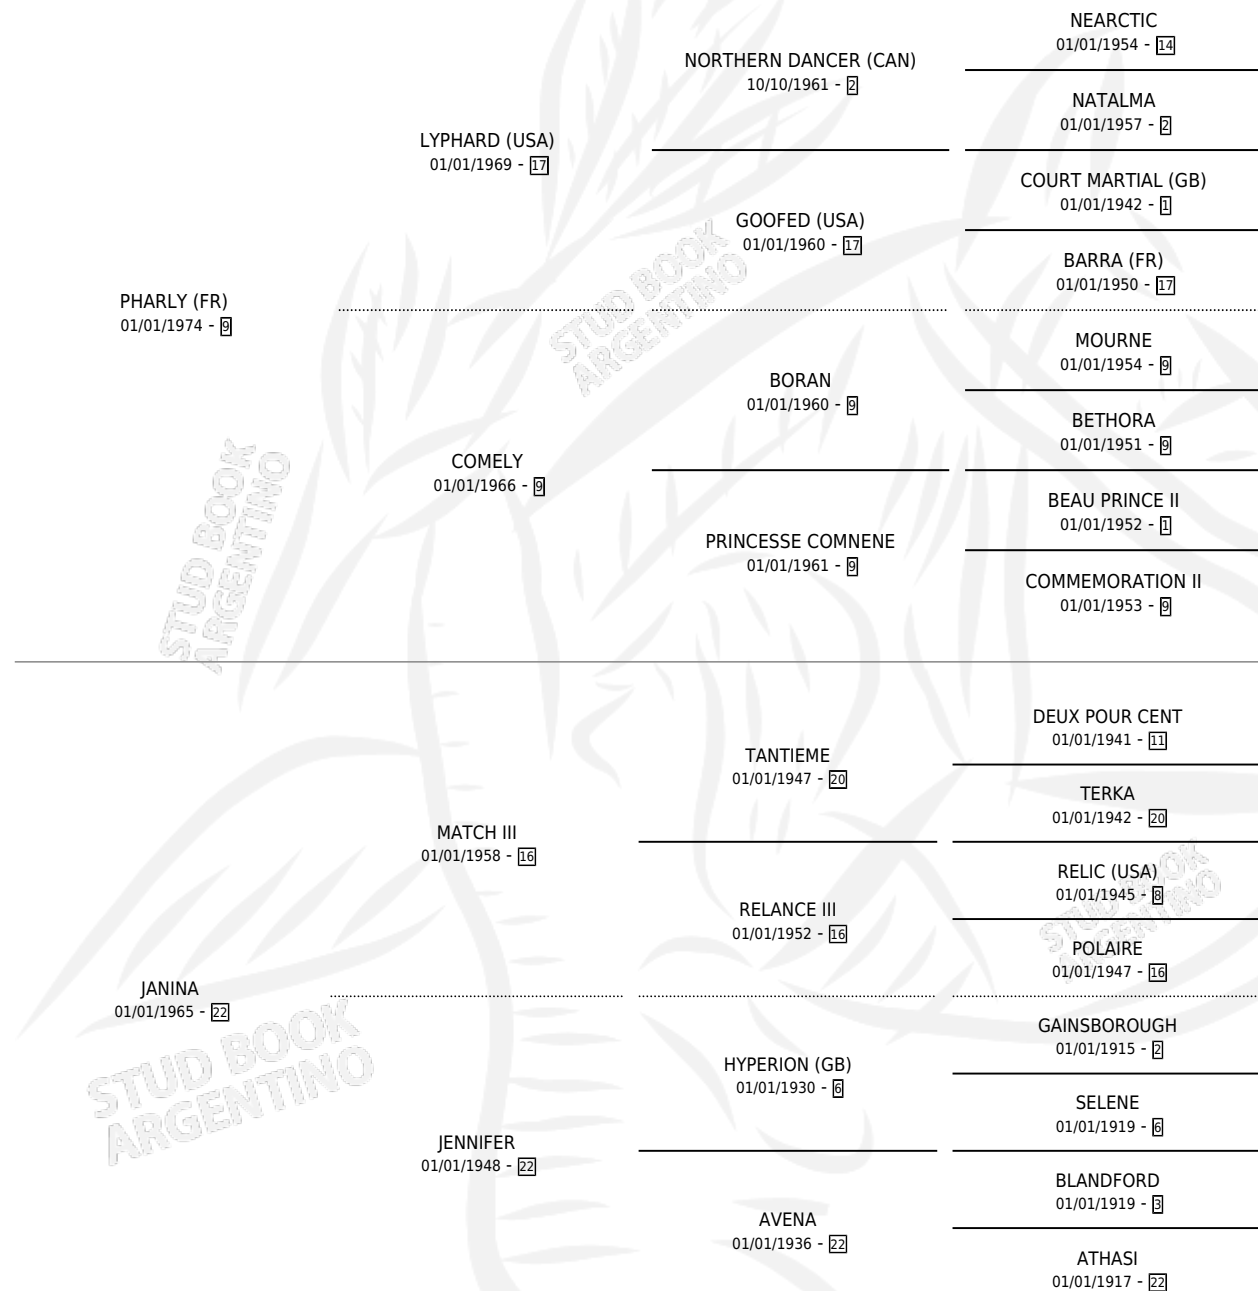 NEARCTIC
01/01/1954 - 14
NORTHERN DANCER (CAN)
10/10/1961 - 2
NATALMA
01/01/1957 - 2
LYPHARD (USA)
01/01/1969 - 17
COURT MARTIAL (GB)
01/01/1942 - 1
GOOFED (USA)
01/01/1960 - 17
BARRA (FR)
01/01/1950 - 17
PHARLY (FR)
01/01/1974 - 9
STUD BOOK
ARGENTINO
MOURNE
01/01/1954 - 9
BORAN
01/01/1960 - 9
BETHORA
01/01/1951 - 9
COMELY
01/01/1966 - 9
BEAU PRINCE II
01/01/1952 - 1
PRINCESSE COMNENE
01/01/1961 - 9
COMMEMORATION II
01/01/1953 - 9
STUD BOOK
ARGENTINO
DEUX POUR CENT
01/01/1941 - 11
TANTIEME
01/01/1947 - 20
TERKA
01/01/1942 - 20
MATCH III
01/01/1958 - 16
RELIC (USA)
01/01/1945 - 8
RELANCE III
01/01/1952 - 16
STUD BOOK
ARGENTINO
POLAIRE
01/01/1947 - 16
JANINA
01/01/1965 - 22
GAINSBOROUGH
01/01/1915 - 2
HYPERION (GB)
01/01/1930 - 6
STUD BOOK
ARGENTINO
SELENE
01/01/1919 - 6
JENNIFER
01/01/1948 - 22
BLANDFORD
01/01/1919 - 3
AVENA
01/01/1936 - 22
ATHASI
01/01/1917 - 22